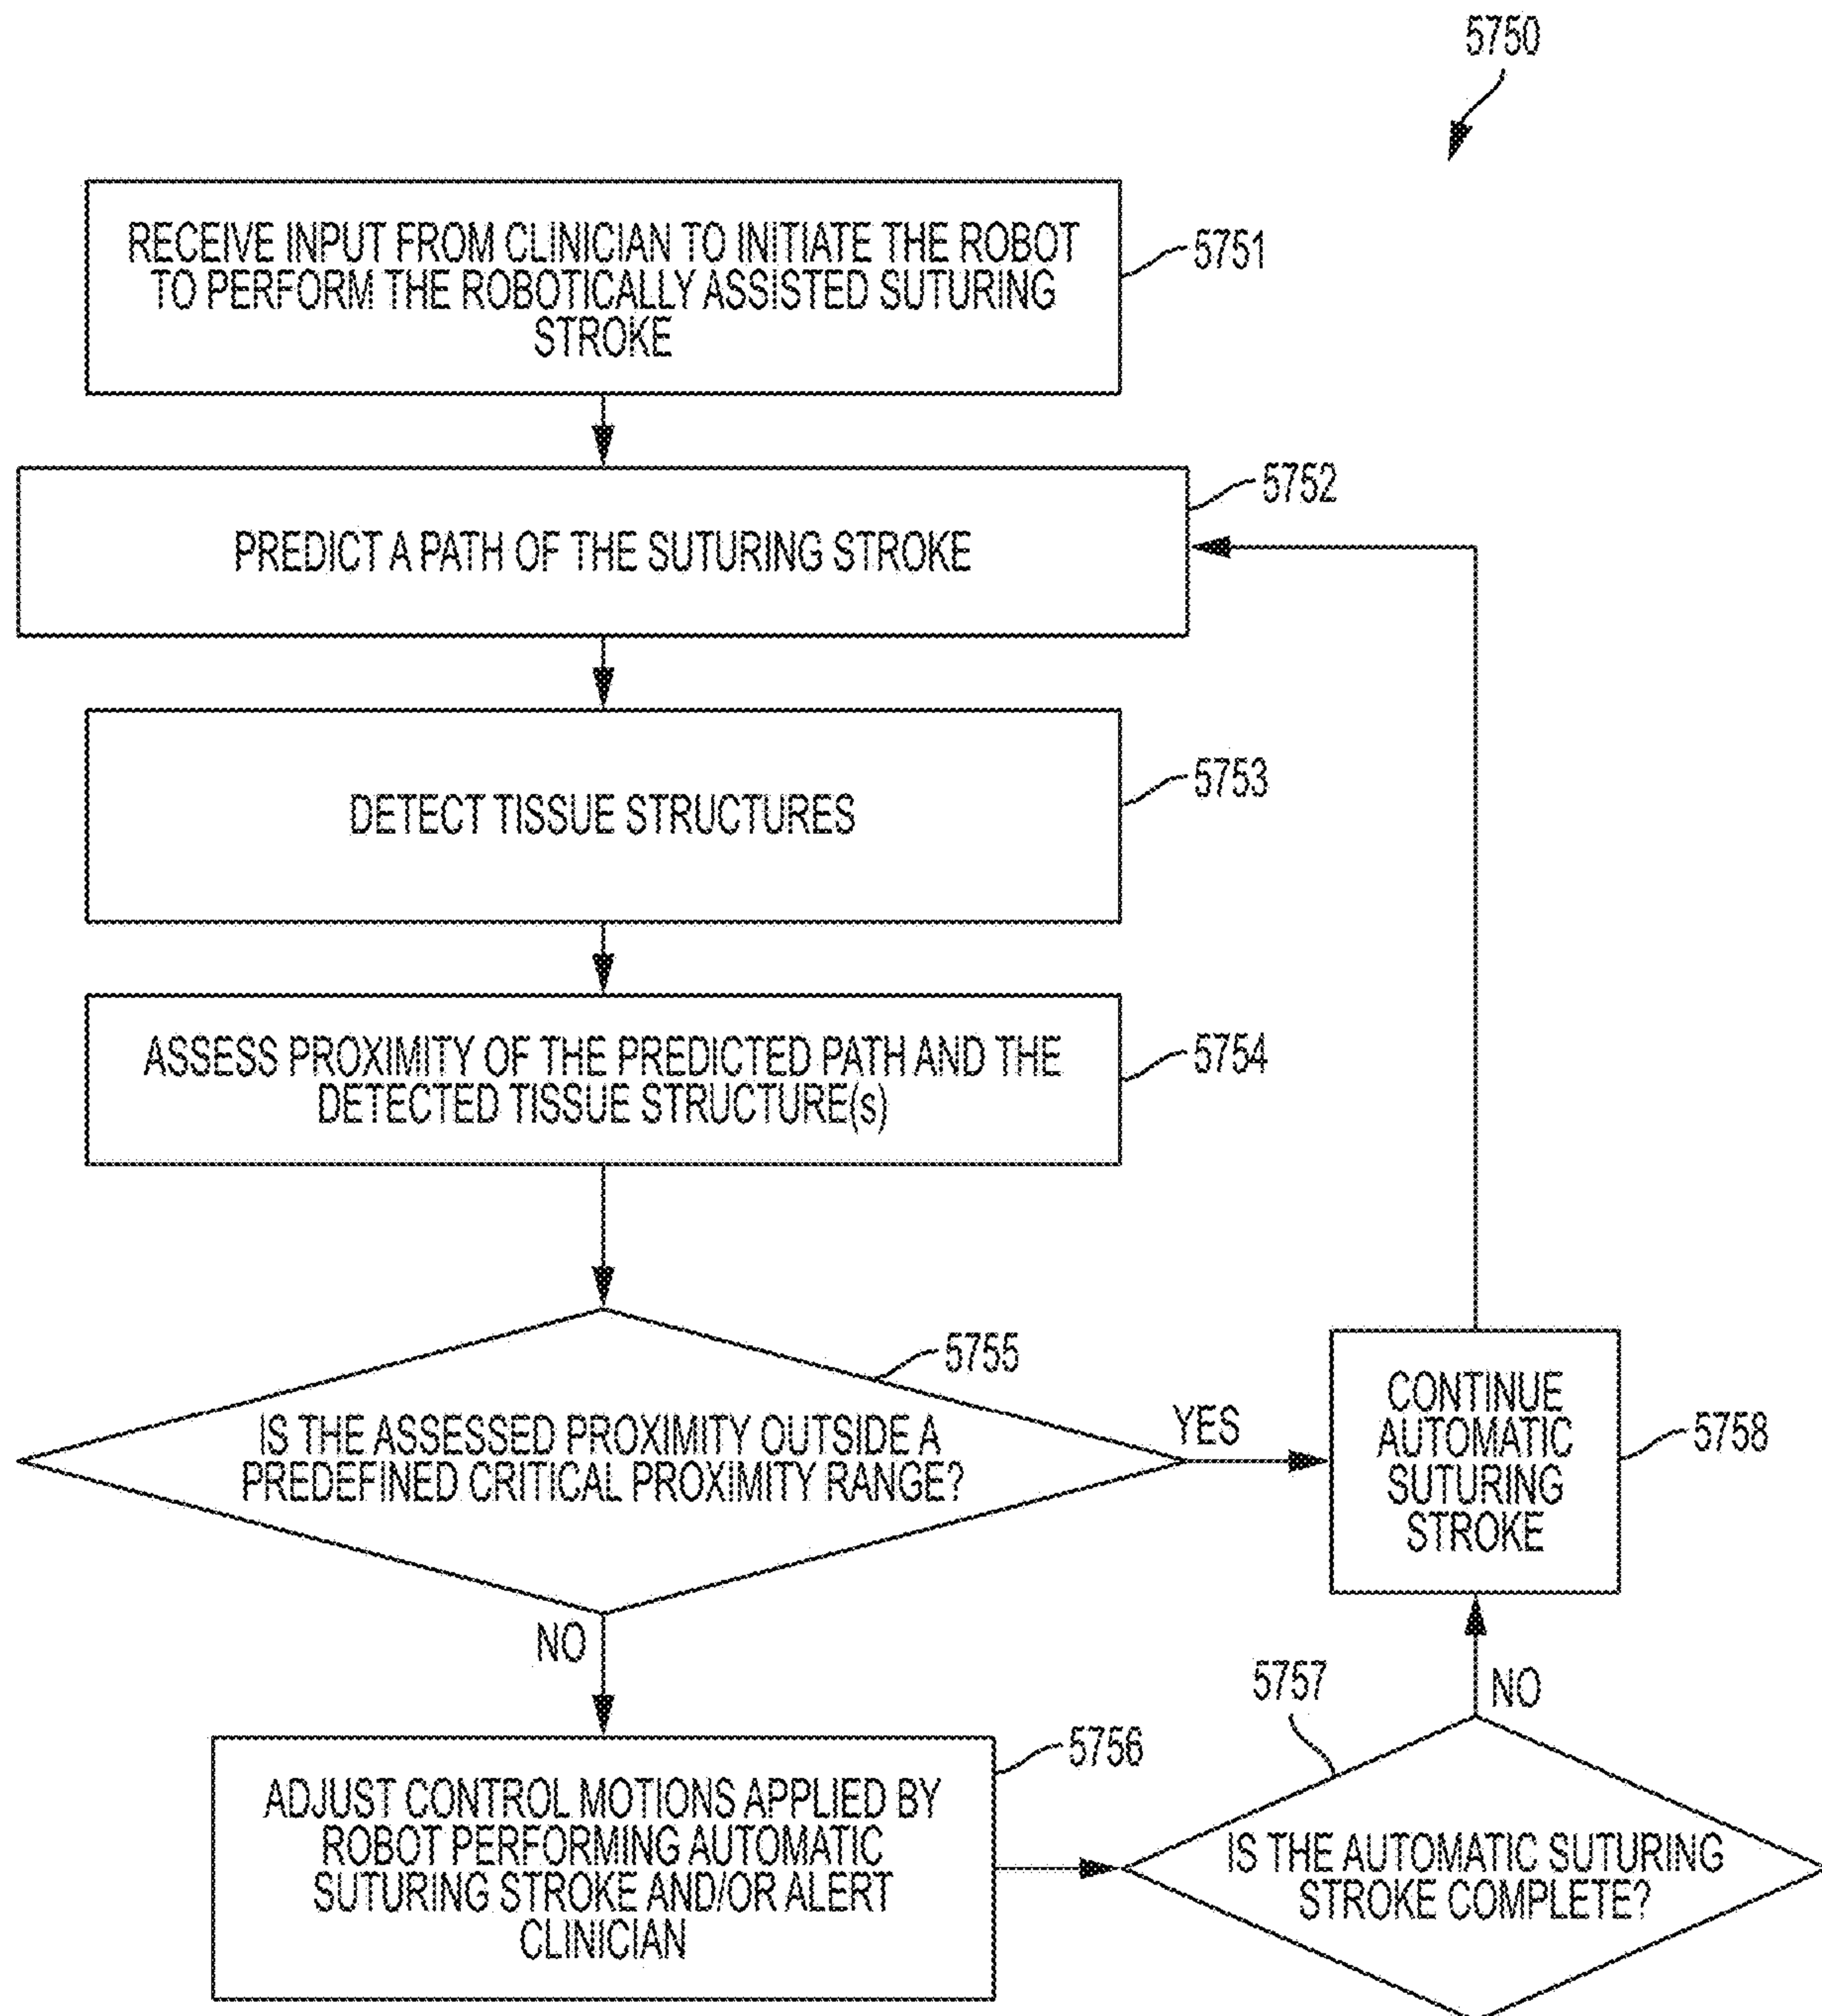 5750
RECEIVE INPUT FROM CLINICIAN TO INITIATE THE ROBOT
TO PERFORM THE ROBOTICALLY ASSISTED SUTURING
STROKE
5751
5752
PREDICT A PATH OF THE SUTURING STROKE
5753
DETECT TISSUE STRUCTURES
ASSESS PROXIMITY OF THE PREDICTED PATH AND THE
DETECTED TISSUE STRUCTURE(s)
5754
5755
IS THE ASSESSED PROXIMITY OUTSIDE A
PREDEFINED CRITICAL PROXIMITY RANGE?
YES
CONTINUE
AUTOMATIC
SUTURING
STROKE
5758
NO
5756
ADJUST CONTROL MOTIONS APPLIED BY
ROBOT PERFORMING AUTOMATIC
SUTURING STROKE AND/OR ALERT
CLINICIAN
5757
NO
IS THE AUTOMATIC SUTURING
STROKE COMPLETE?